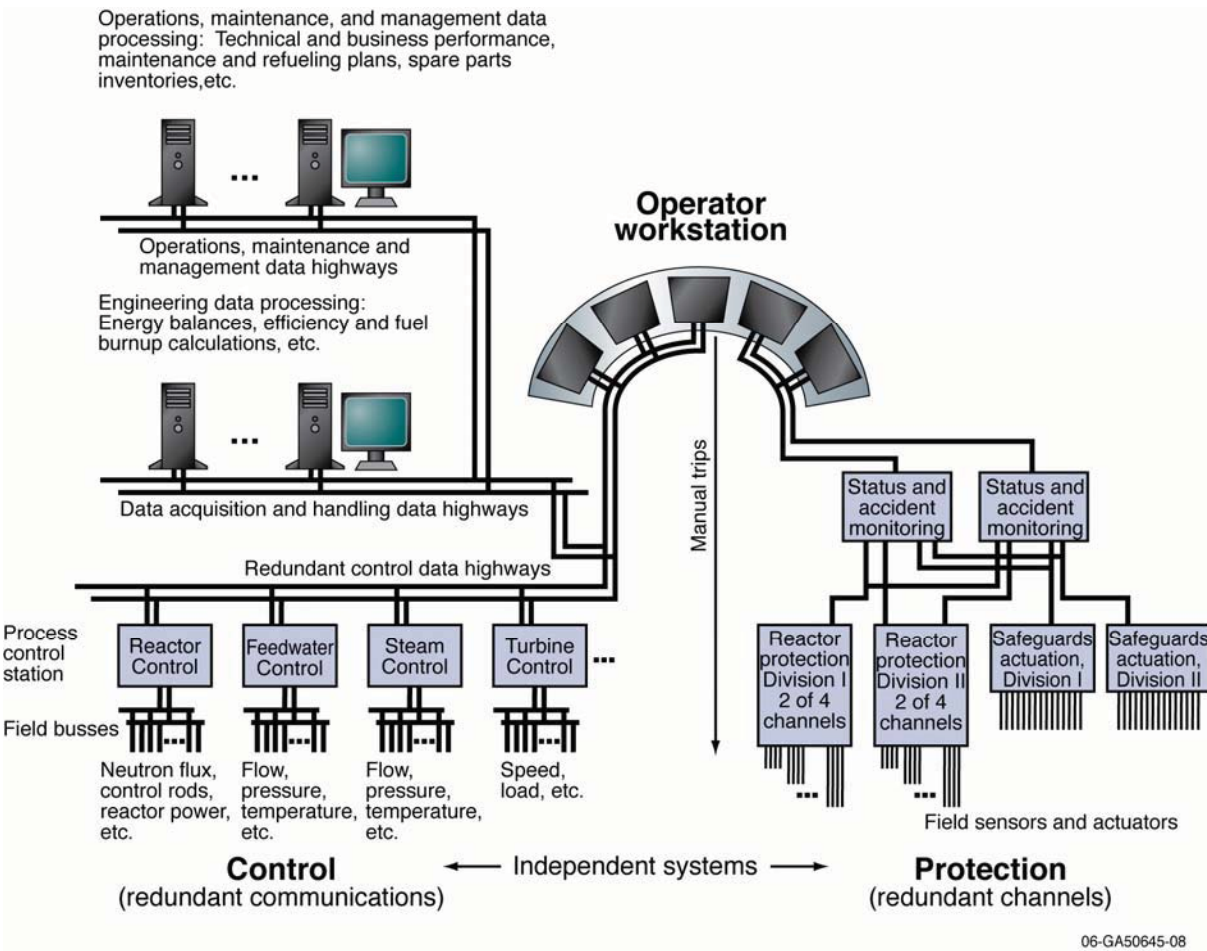 Operations, maintenance, and management data
processing: Technical and business performance,
maintenance and refueling plans, spare parts
inventories,etc.
...
Operations, maintenance and
management data highways
Engineering data processing:
Energy balances, efficiency and fuel
burnup calculations, etc.
...
Data acquisition and handling data highways
Operator
workstation
Manual trips
Status and
accident
monitoring
Status and
accident
monitoring
Redundant control data highways
Process
control
station
Reactor
Control
Feedwater
Control
Steam
Control
Turbine
Control
...
Reactor
protection
Division I
2 of 4
channels
Reactor
protection
Division II
2 of 4
channels
Safeguards
actuation,
Division I
Safeguards
actuation,
Division II
Field busses
...
...
...
...
Neutron flux,
control rods,
reactor power,
etc.
Flow,
pressure,
temperature,
etc.
Flow,
pressure,
temperature,
etc.
Speed,
load, etc.
...
...
Field sensors and actuators
Control
(redundant communications)
Independent systems
Protection
(redundant channels)
06-GA50645-08